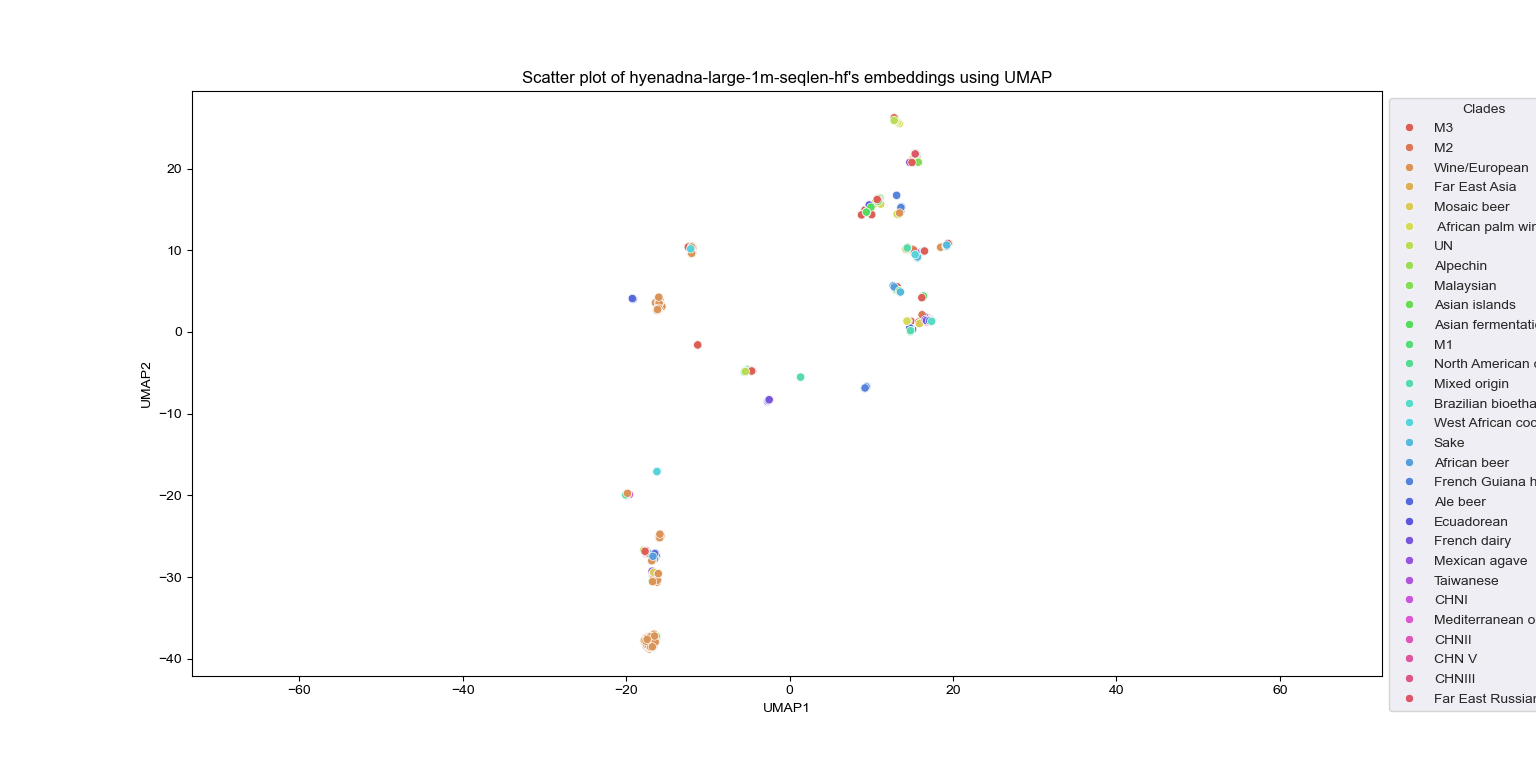 Scatter plot of hyenadna-large-1m-seqlen-hf's embeddings using UMAP
UMAP2
20
10
0
−10
−20
−30
−40
−60
−40
−20
0
20
40
60
UMAP1
Clades
M3
M2
Wine/European
Far East Asia
Mosaic beer
African palm wi
UN
Alpechin
Malaysian
Asian islands
Asian fermentati
M1
North American
Mixed origin
Brazilian bioetha
West African coc
Sake
African beer
French Guiana h
Ale beer
Ecuadorean
French dairy
Mexican agave
Taiwanese
CHNI
Mediterranean o
CHNII
CHN V
CHNIII
Far East Russian